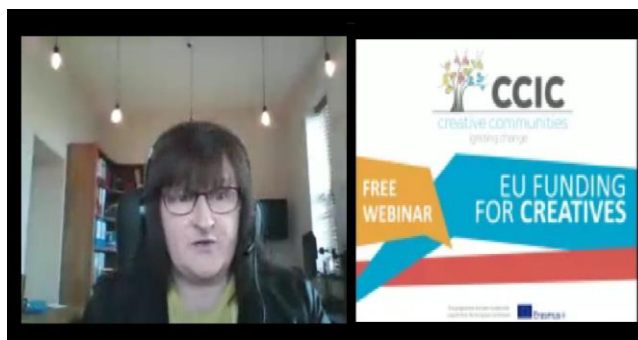 CCIC
creative communities
igniting change
FREE
WEBINAR
EU FUNDING
FOR CREATIVES
Erasmus+